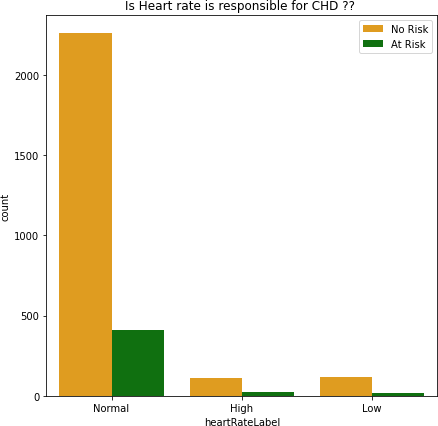 Is Heart rate is responsible for CHD ??
No Risk
At Risk
2000
1500
1000
500
0
count
Normal
High
Low
heartRateLabel